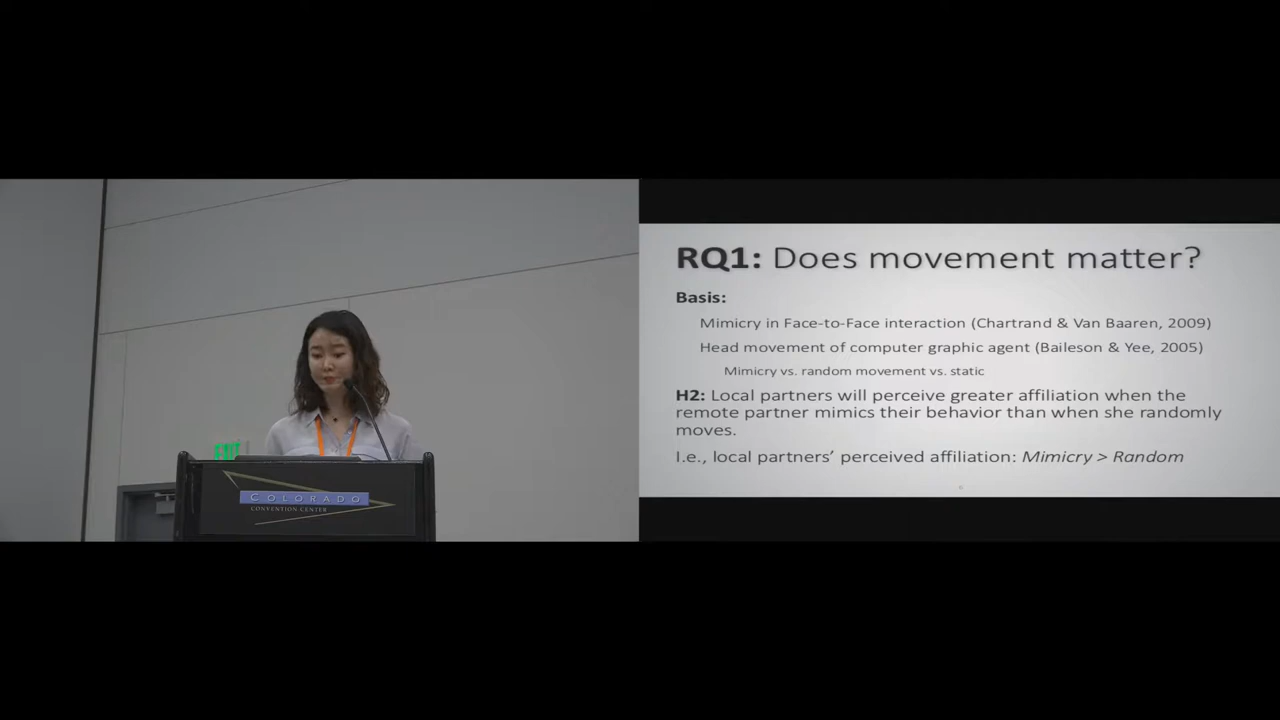 EXIT
COLORADO
CONVENTION CENTER
RQ1: Does movement matter?
Basis:
Mimicry in Face-to-Face interaction (Chartrand & Van Baaren, 2009)
Head movement of computer graphic agent (Baileson & Yee, 2005)
Mimicry vs. random movement vs. static
H2: Local partners will perceive greater affiliation when the
remote partner mimics their behavior than when she randomly
moves.
I.e., local partners' perceived affiliation: Mimicry > Random